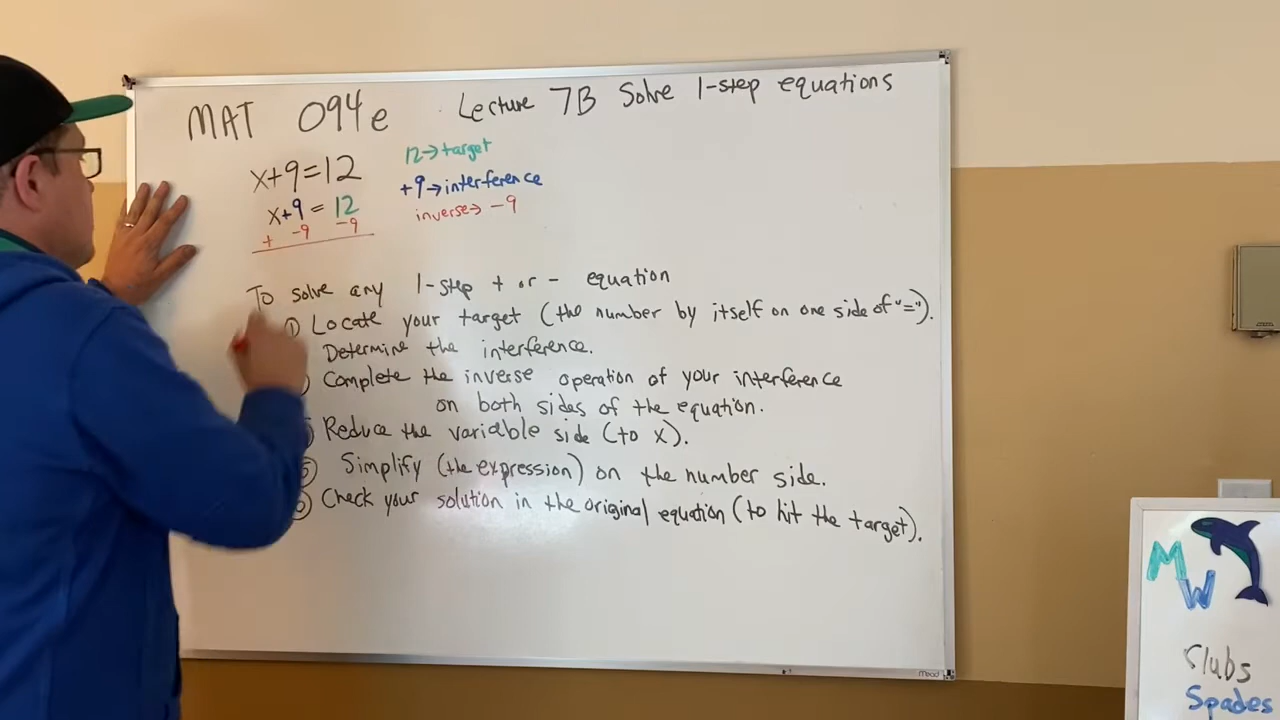 MAT 094e Lecture 7B Solve 1-step equations
x+9=12
12→target
+9→interference
x+9 = 12
inverse→ -9
+ -9 -9
To solve any 1-step + or - equation
① Locate your target (the number by itself on one side of "=").
Determine the interference.
Complete the inverse operation of your interference
on both sides of the equation.
Reduce the variable side (to x).
Simplify (the expression) on the number side.
Check your solution in the original equation (to hit the target).
Mead
MW
Clubs
Spades